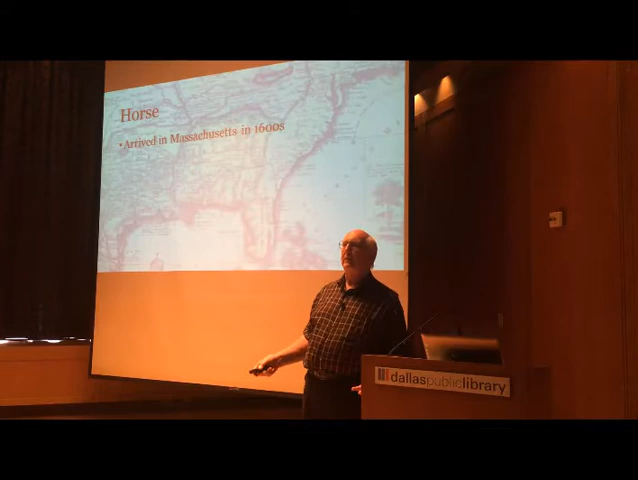 Horse
• Arrived in Massachusetts in 1600s
dallaspubliclibrary